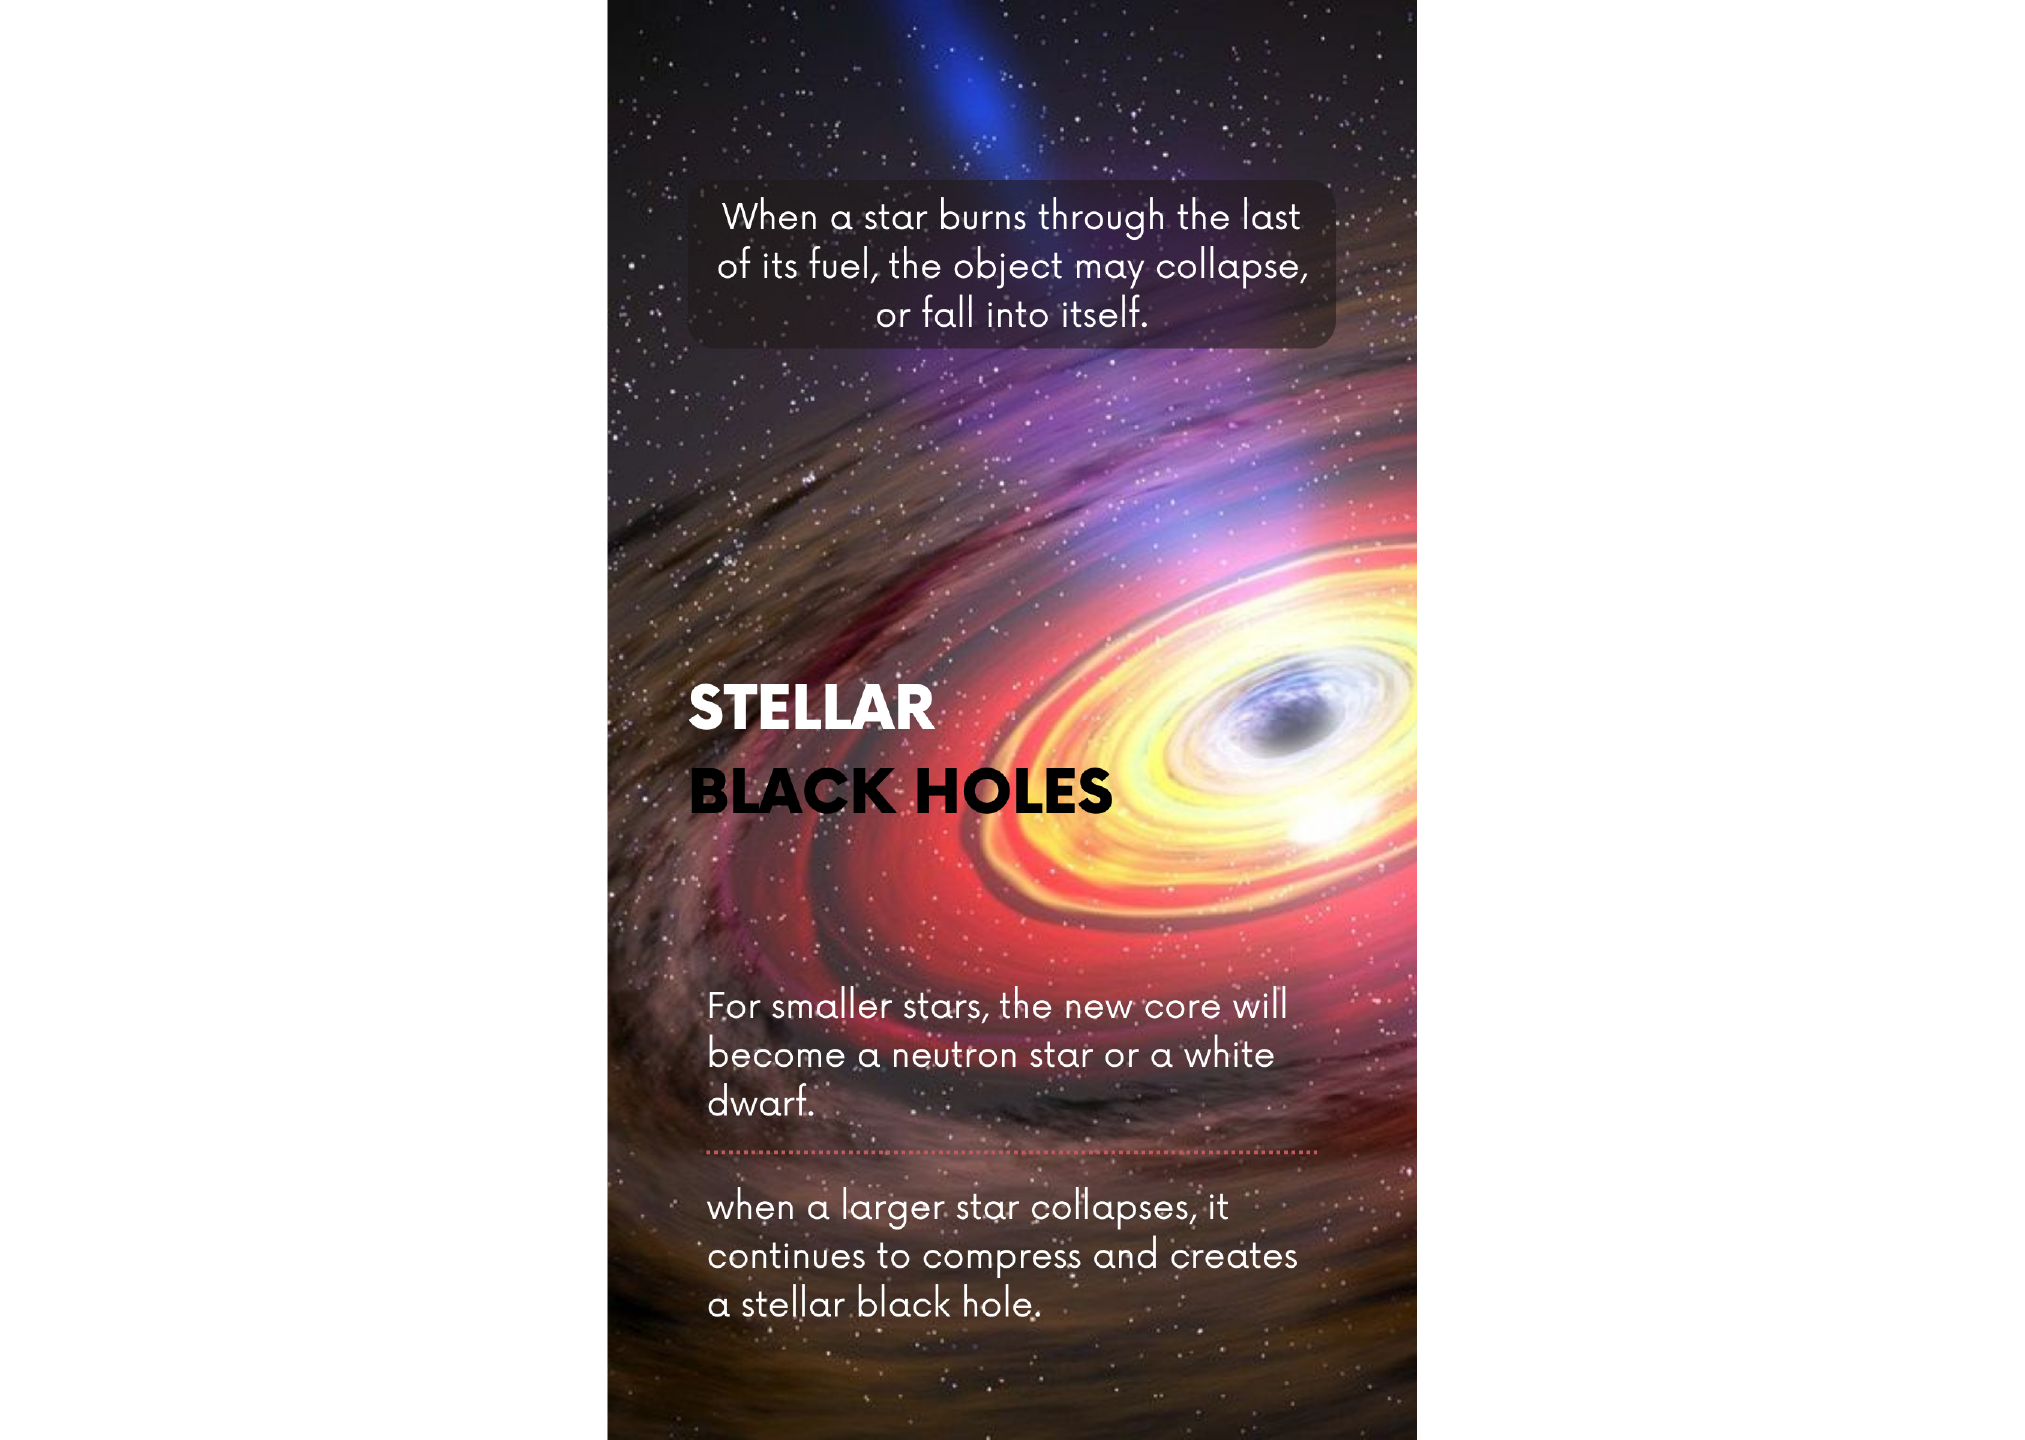 When a star burns through the last
of its fuel, the object may collapse,
or fall into itself.
STELLAR
BLACK HOLES
For smaller stars, the new core will
become a neutron star or a white
dwarf.
when a larger star collapses, it
continues to compress and creates
a stellar black hole.